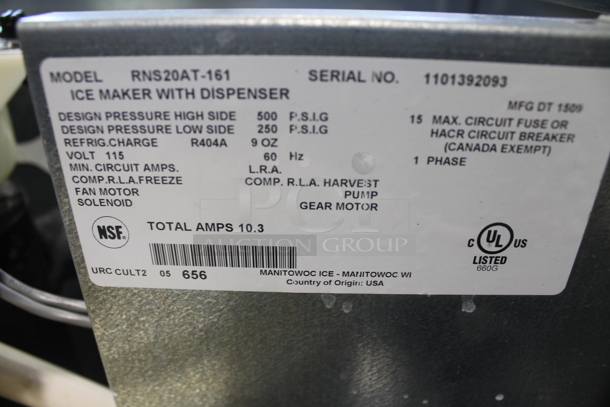 MODEL RNS20AT-161 SERIAL NO. 1101392093
ICE MAKER WITH DISPENSER
MFG DT 1509
DESIGN PRESSURE HIGH SIDE 500 P.S.I.G
DESIGN PRESSURE LOW SIDE 250 P.S.I.G
REFRIG.CHARGE R404A 9 OZ
VOLT 115 60 Hz
MIN. CIRCUIT AMPS. L.R.A.
COMP.R.L.A.FREEZE COMP. R.L.A. HARVEST
FAN MOTOR PUMP
SOLENOID GEAR MOTOR
15 MAX. CIRCUIT FUSE OR
HACR CIRCUIT BREAKER
(CANADA EXEMPT)
1 PHASE
NSF TOTAL AMPS 10.3
PCI
AUCTION GROUP
C UL US
LISTED
660G
URC CULT2 05 656
MANITOWOC ICE - MANITOWOC WI
Country of Origin: USA